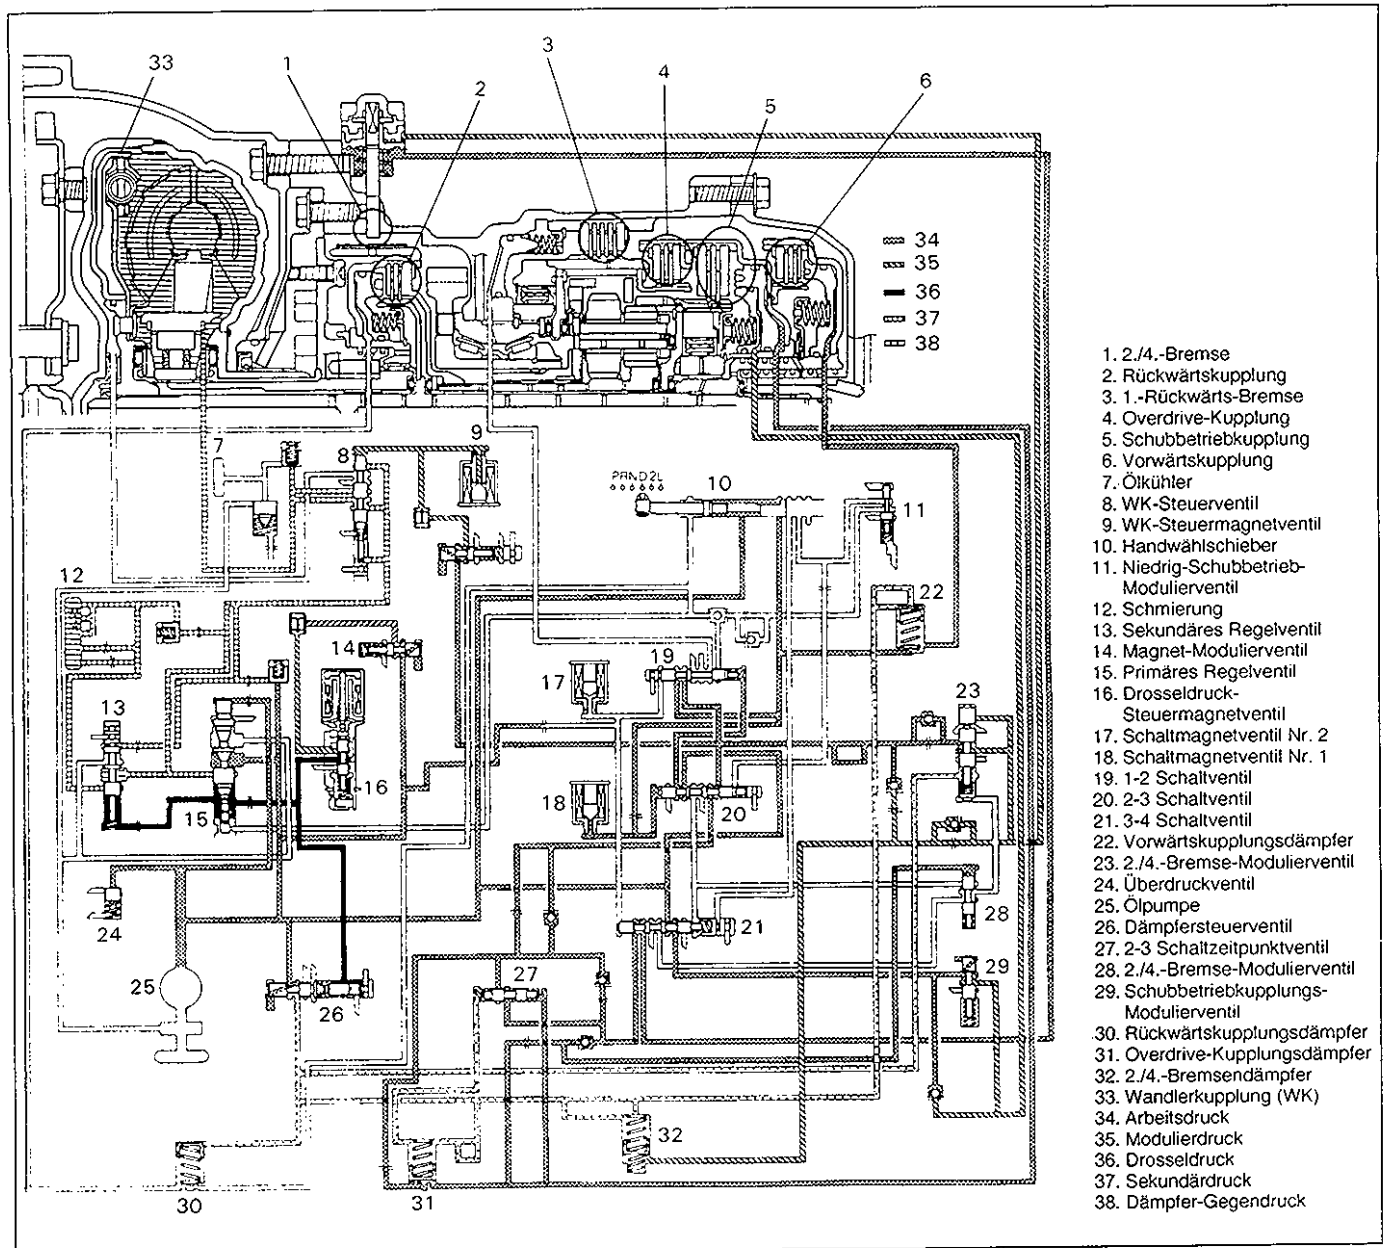 33
1
2
3
4
5
6
34
35
36
37
38
7
8
9
PRND2L
10
11
12
13
14
15
16
17
18
19
20
21
22
23
24
25
26
27
28
29
30
31
32
1. 2./4.-Bremse
2. Rückwärtskupplung
3. 1.-Rückwärts-Bremse
4. Overdrive-Kupplung
5. Schubbetriebkupplung
6. Vorwärtskupplung
7. Ölkühler
8. WK-Steuerventil
9. WK-Steuermagnetventil
10. Handwählschieber
11. Niedrig-Schubbetrieb-
Modulierventil
12. Schmierung
13. Sekundäres Regelventil
14. Magnet-Modulierventil
15. Primäres Regelventil
16. Drosseldruck-
Steuermagnetventil
17. Schaltmagnetventil Nr. 2
18. Schaltmagnetventil Nr. 1
19. 1-2 Schaltventil
20. 2-3 Schaltventil
21. 3-4 Schaltventil
22. Vorwärtskupplungsdämpfer
23. 2./4.-Bremse-Modulierventil
24. Überdruckventil
25. Ölpumpe
26. Dämpfersteuerventil
27. 2-3 Schaltzeitpunktventil
28. 2./4.-Bremse-Modulierventil
29. Schubbetriebkupplungs-
Modulierventil
30. Rückwärtskupplungsdämpfer
31. Overdrive-Kupplungsdämpfer
32. 2./4.-Bremsendämpfer
33. Wandlerkupplung (WK)
34. Arbeitsdruck
35. Modulierdruck
36. Drosseldruck
37. Sekundärdruck
38. Dämpfer-Gegendruck